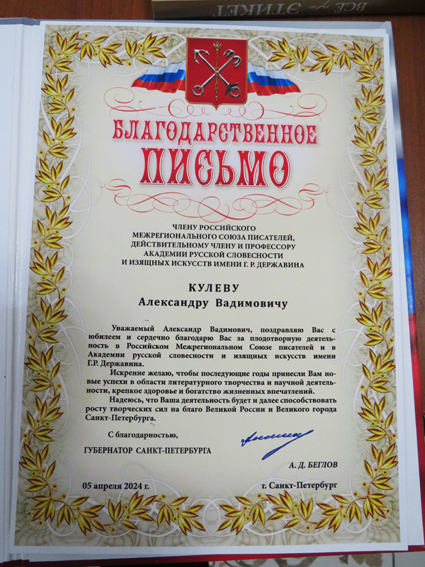 ВСЕ ЭТИКЕТ
БЛАГОДАРСТВЕННОЕ
ПИСЬМО
ЧЛЕНУ РОССИЙСКОГО
МЕЖРЕГИОНАЛЬНОГО СОЮЗА ПИСАТЕЛЕЙ,
ДЕЙСТВИТЕЛЬНОМУ ЧЛЕНУ И ПРОФЕССОРУ
АКАДЕМИИ РУССКОЙ СЛОВЕСНОСТИ
И ИЗЯЩНЫХ ИСКУССТВ ИМЕНИ Г. Р. ДЕРЖАВИНА
КУЛЕВУ
Александру Вадимовичу
Уважаемый Александр Вадимович, поздравляю Вас с
юбилеем и сердечно благодарю Вас за плодотворную деятель-
ность в Российском Межрегиональном Союзе писателей и в
Академии русской словесности и изящных искусств имени
Г.Р. Державина.
Искренне желаю, чтобы последующие годы принесли Вам но-
вые успехи в области литературного творчества и научной деятель-
ности, крепкое здоровье и богатство жизненных впечатлений.
Надеюсь, что Ваша деятельность будет и далее способствовать
росту творческих сил на благо Великой России и Великого города
Санкт-Петербурга.
С благодарностью,
ГУБЕРНАТОР САНКТ-ПЕТЕРБУРГА
А. Д. БЕГЛОВ
05 апреля 2024 г. г. Санкт-Петербург